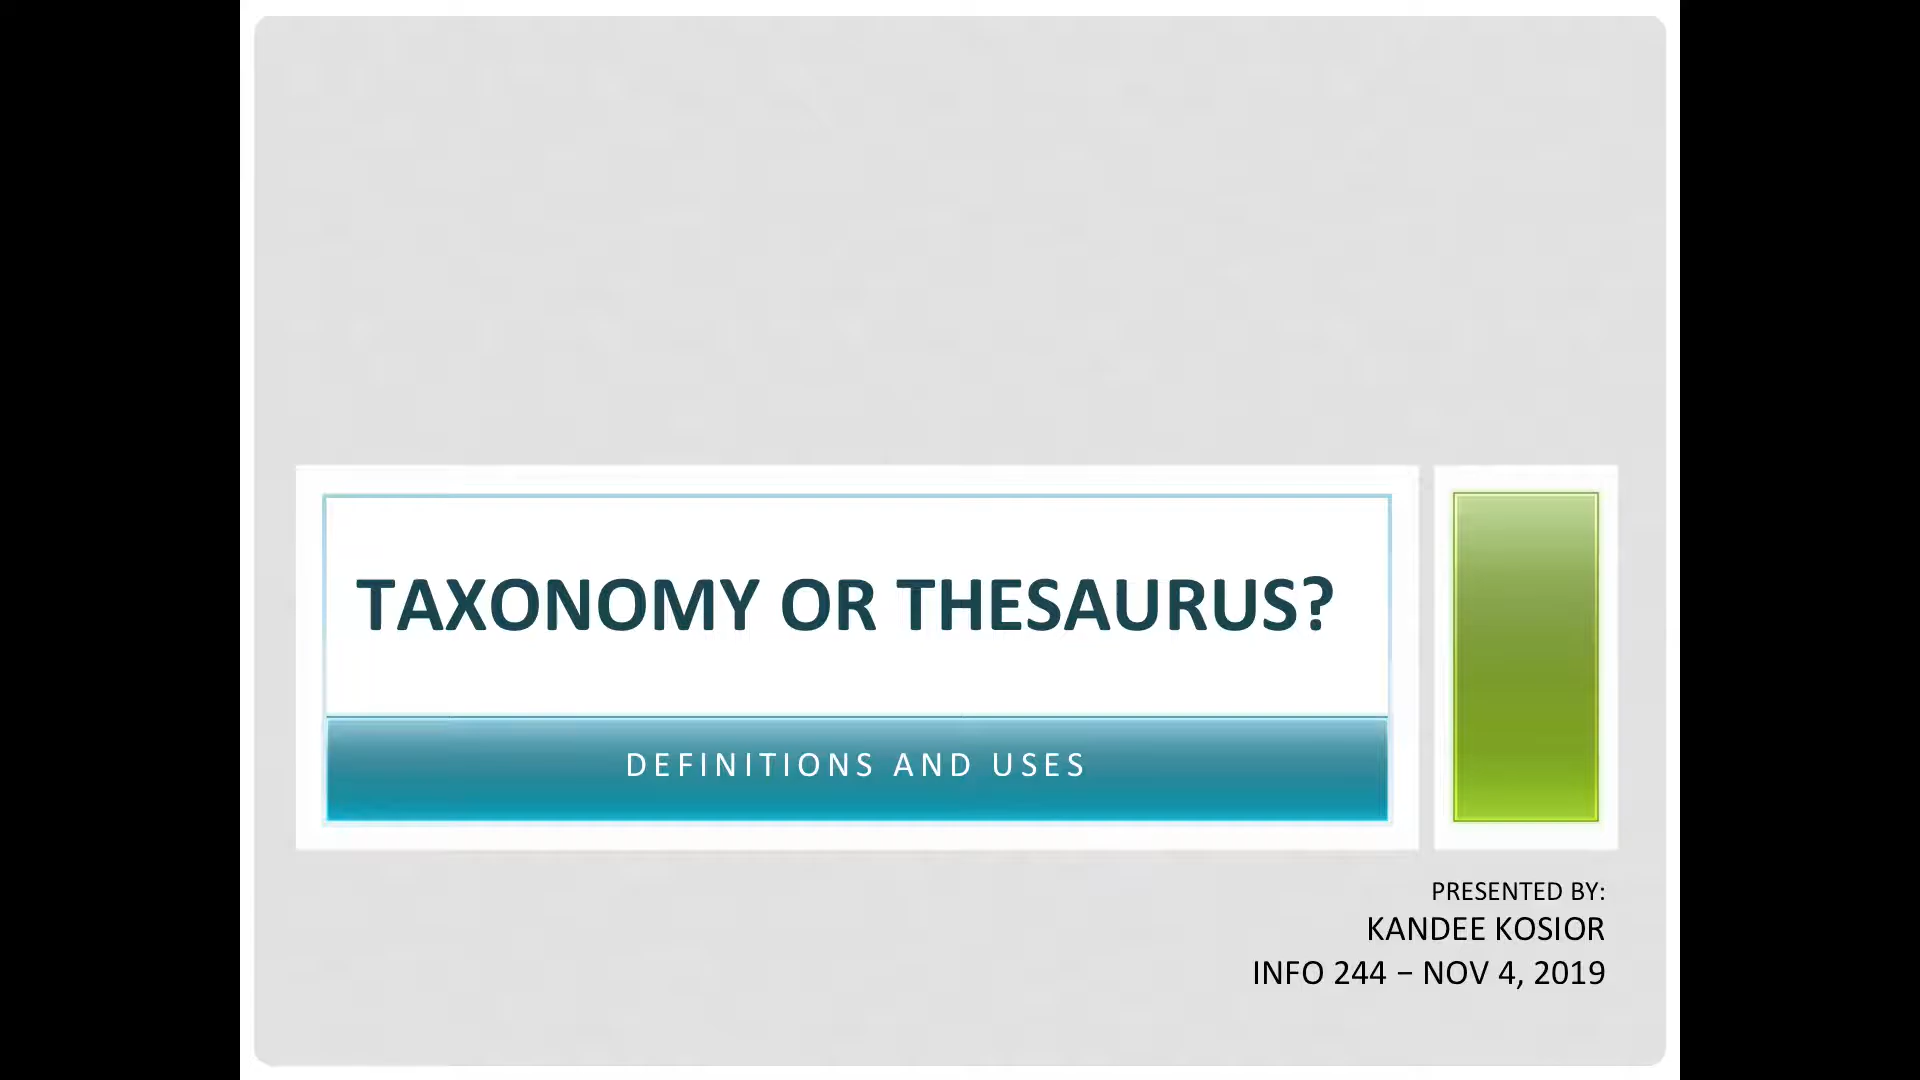 TAXONOMY OR THESAURUS?
DEFINITIONS AND USES
PRESENTED BY:
KANDEE KOSIOR
INFO 244 – NOV 4, 2019